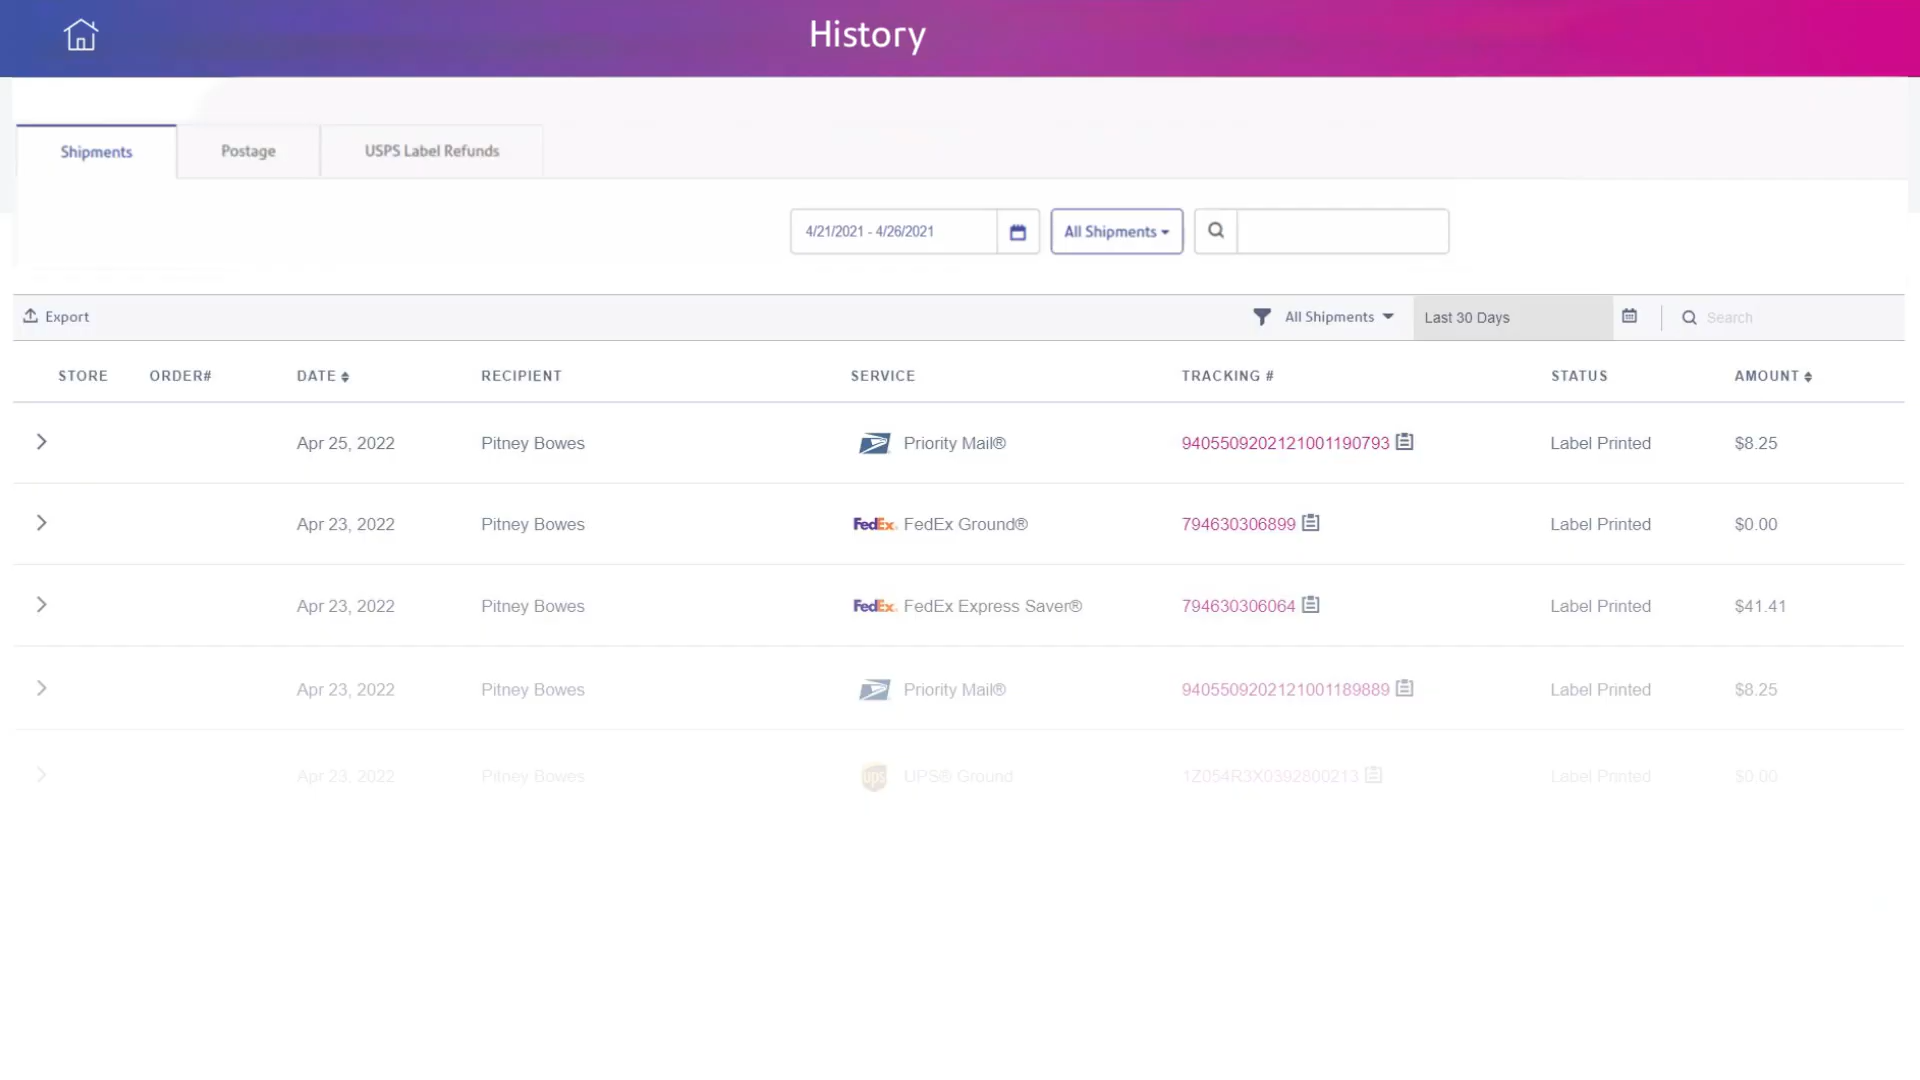 History
Shipments Postage USPS Label Refunds
4/21/2021 - 4/26/2021 All Shipments
Export All Shipments Last 30 Days Search
STORE ORDER# DATE RECIPIENT SERVICE TRACKING # STATUS AMOUNT
Apr 25, 2022 Pitney Bowes Priority Mail® 9405509202121001190793 Label Printed $8.25
Apr 23, 2022 Pitney Bowes FedEx FedEx Ground® 794630306899 Label Printed $0.00
Apr 23, 2022 Pitney Bowes FedEx FedEx Express Saver® 794630306064 Label Printed $41.41
Apr 23, 2022 Pitney Bowes Priority Mail® 9405509202121001189889 Label Printed $8.25
Apr 23, 2022 Pitney Bowes ups UPS® Ground 1Z054R3X0392800213 Label Printed $0.00